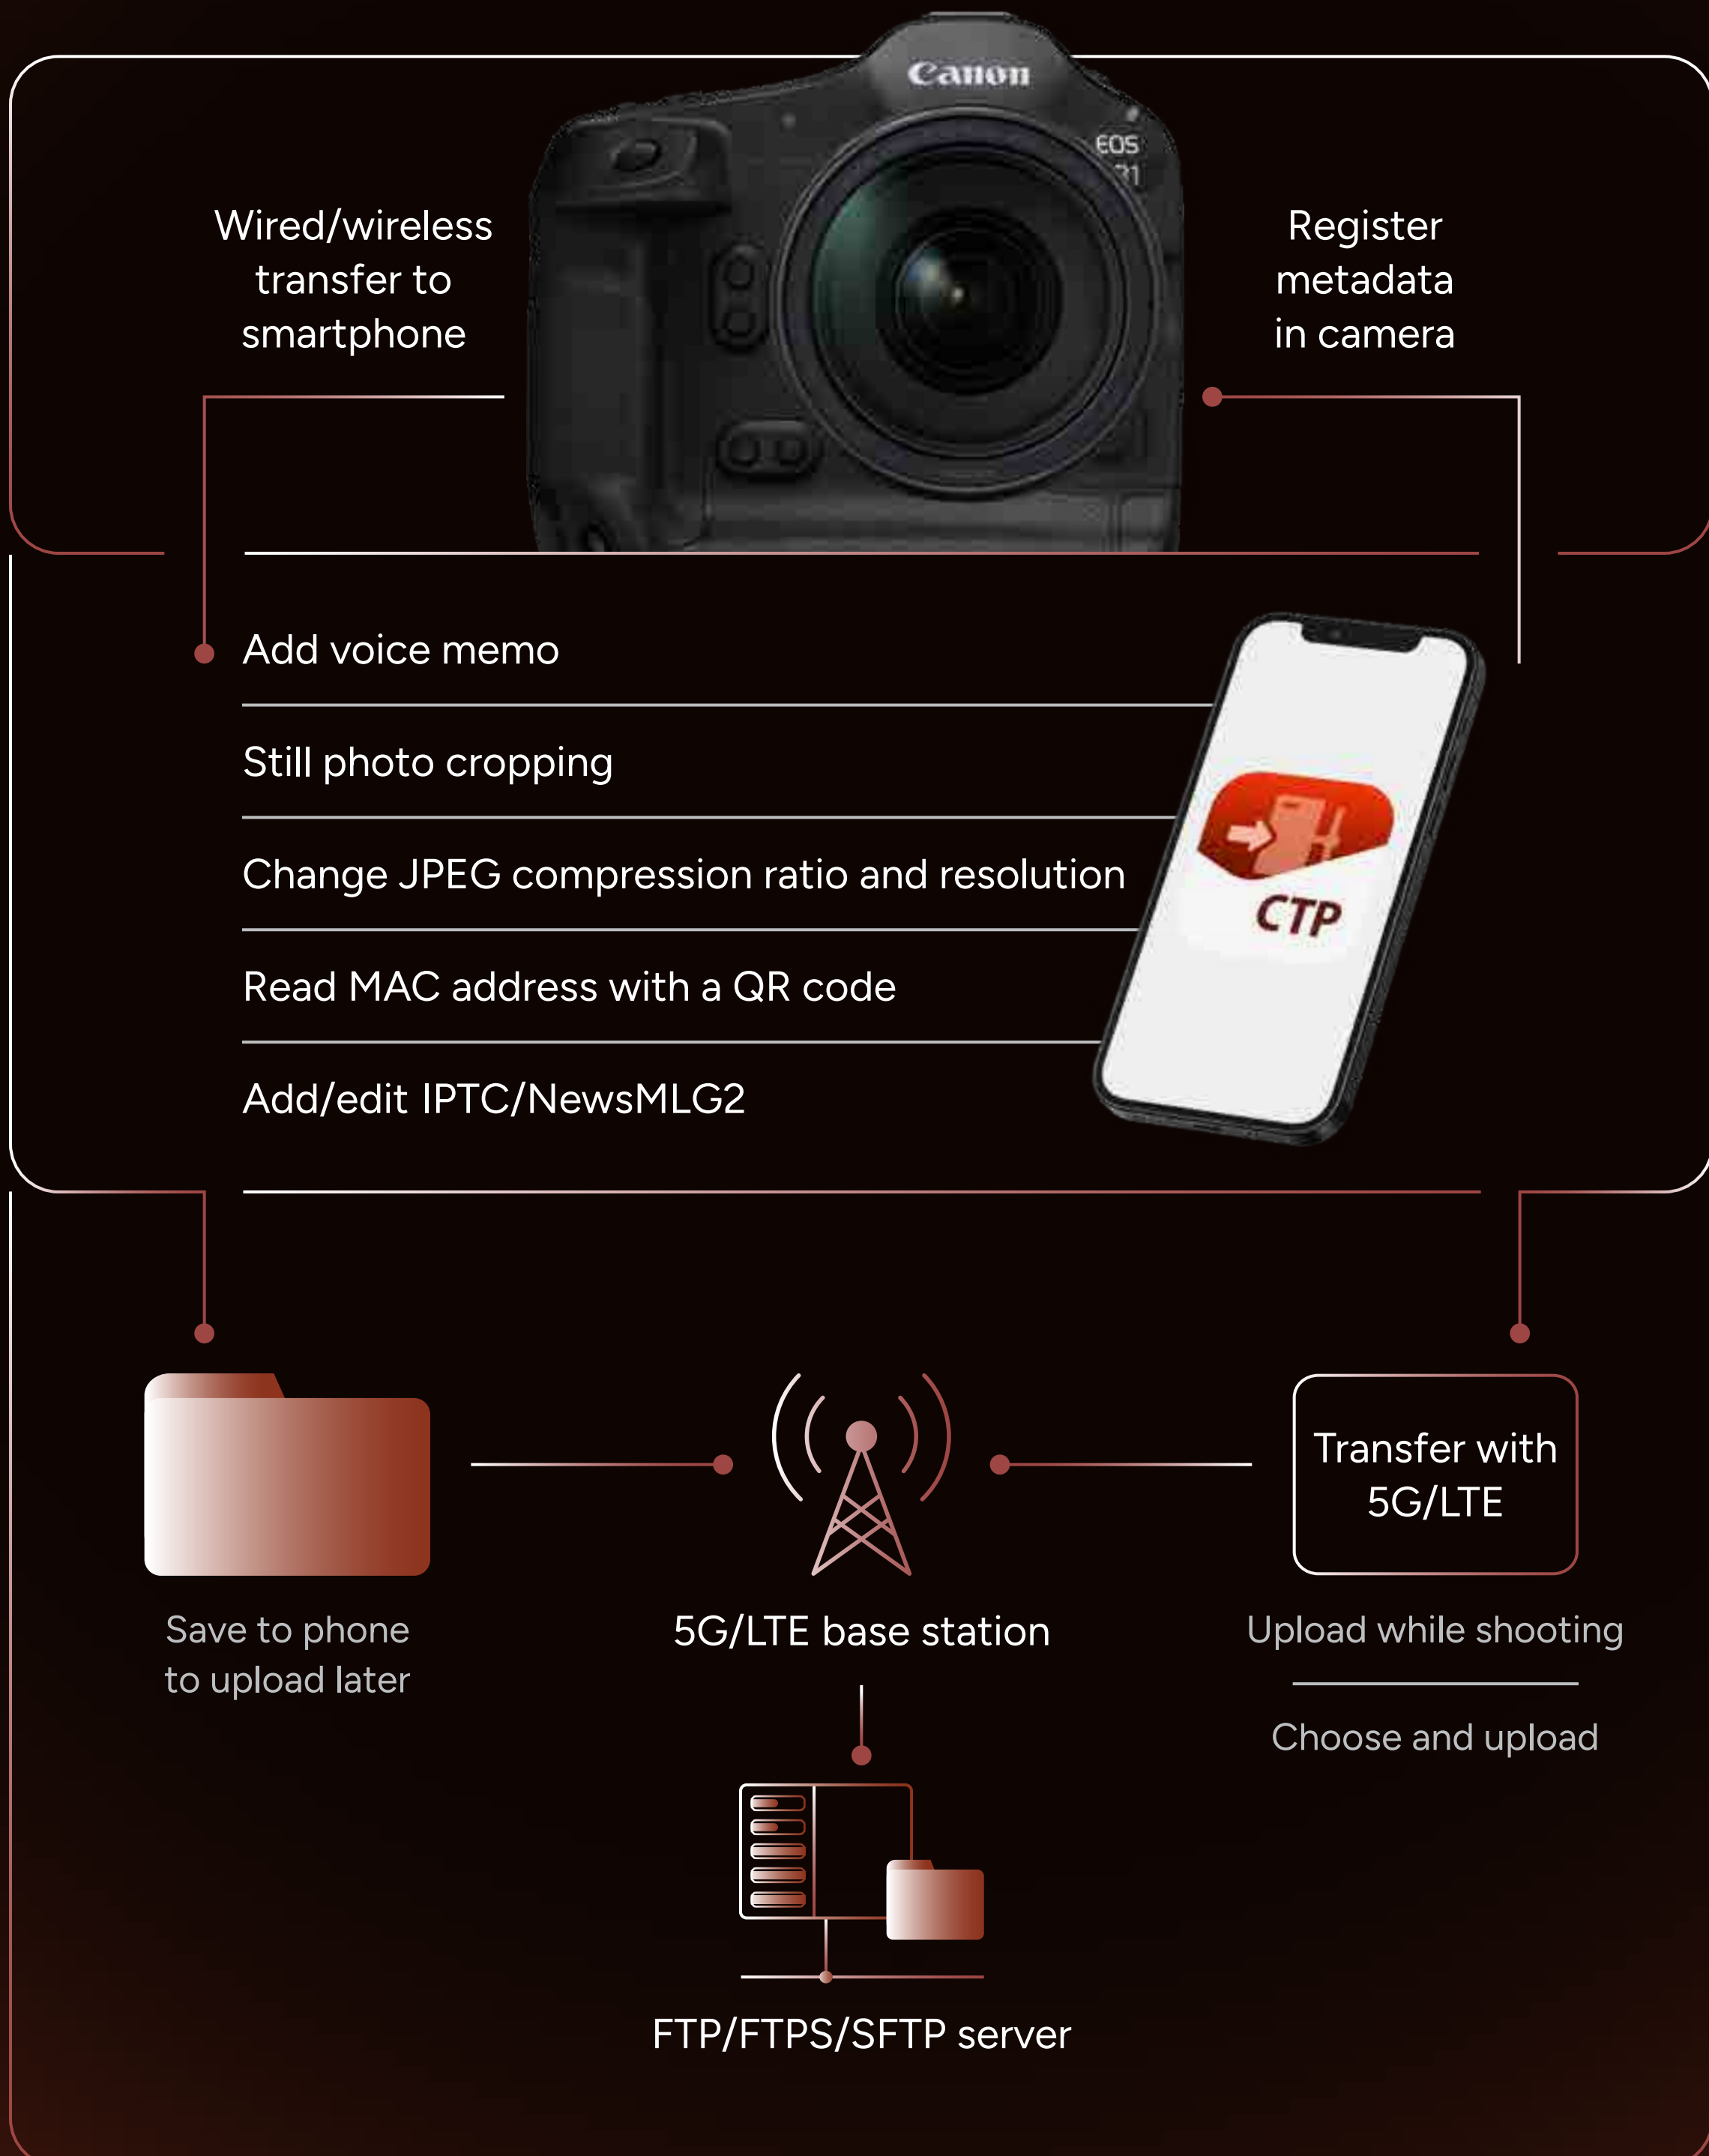 Canon
EOS
R1
Wired/wireless
transfer to
smartphone
Register
metadata
in camera
Add voice memo
Still photo cropping
Change JPEG compression ratio and resolution
Read MAC address with a QR code
Add/edit IPTC/NewsMLG2
CTP
Transfer with
5G/LTE
Save to phone
to upload later
5G/LTE base station
Upload while shooting
Choose and upload
FTP/FTPS/SFTP server